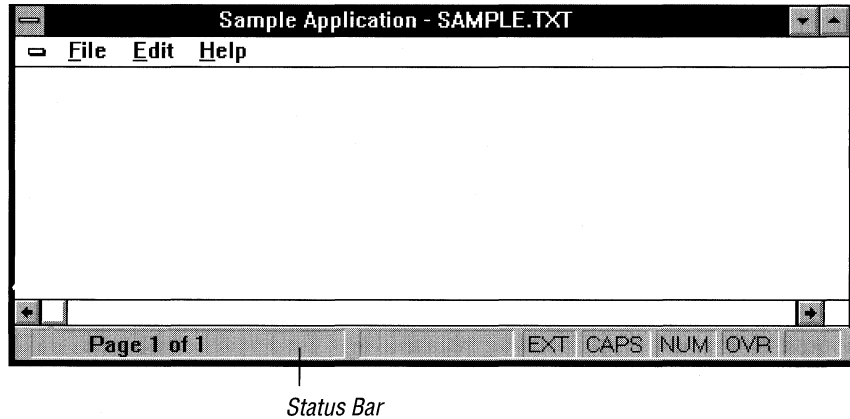 Sample Application - SAMPLE.TXT
File Edit Help
Page 1 of 1 EXT CAPS NUM OVR
Status Bar